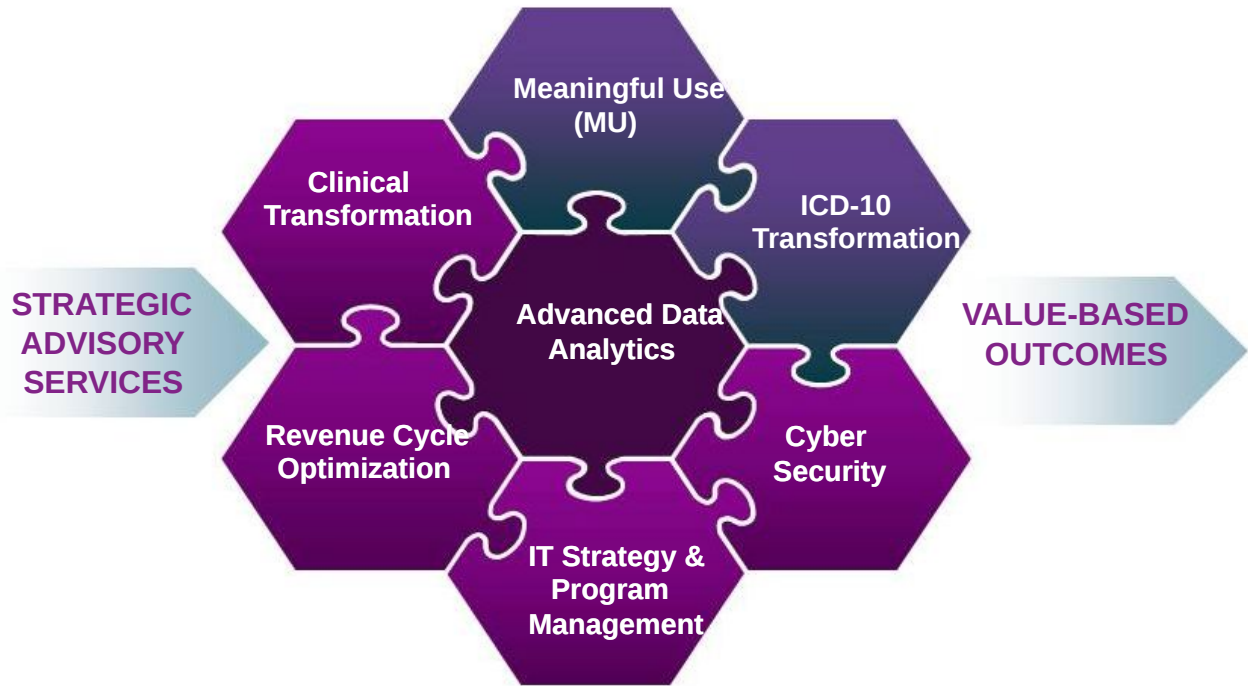 Meaningful Use
(MU)
Clinical
Transformation
ICD-10
Transformation
STRATEGIC
ADVISORY
SERVICES
Advanced Data
Analytics
VALUE-BASED
OUTCOMES
Revenue Cycle
Optimization
Cyber
Security
IT Strategy &
Program
Management